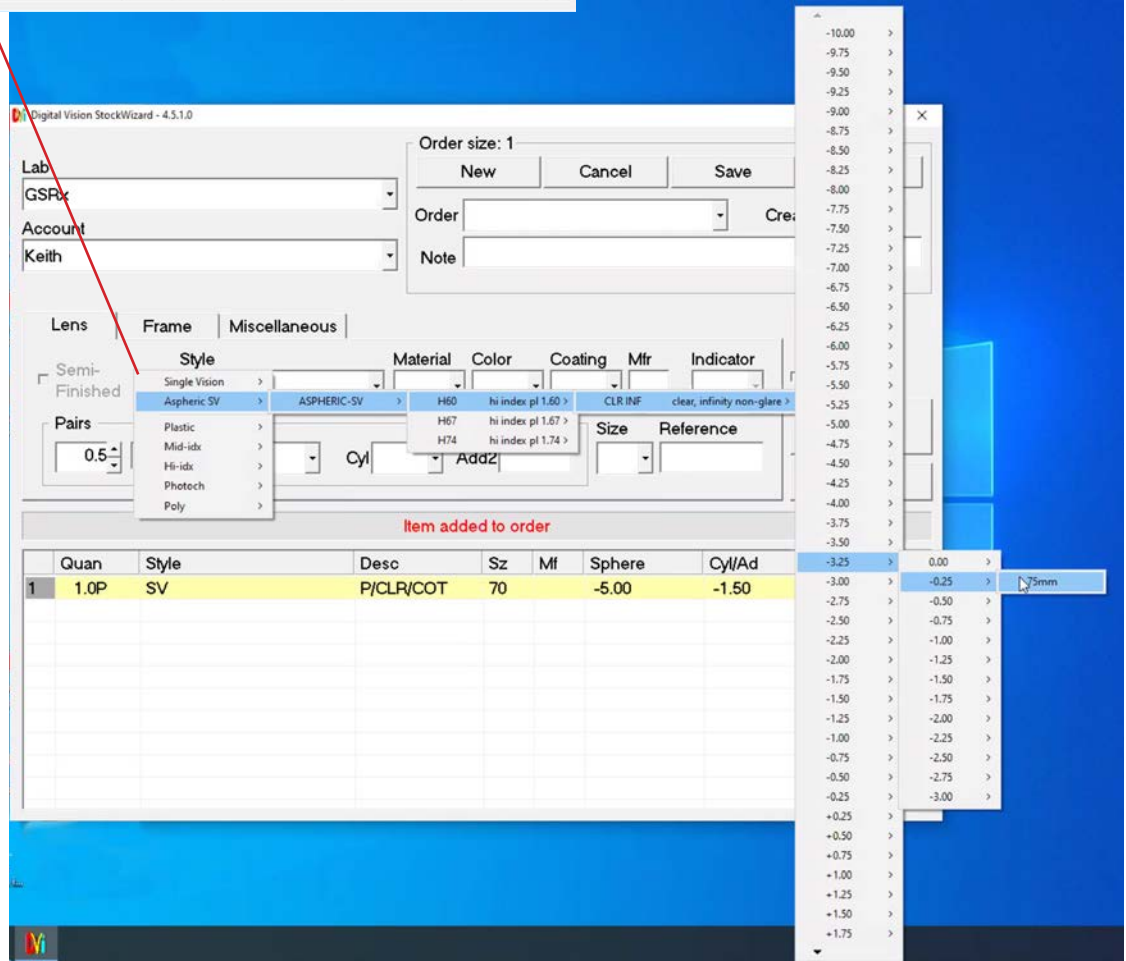 Digital Vision StockWizard - 4.5.1.0
Order size: 1
New Cancel Save
Lab
GSRx
Order
Account
Keith
Note
Lens Frame Miscellaneous
Semi-
Finished
Style Material Color Coating Mfr Indicator
Pairs
0.5
Cyl
Add2
Size Reference
Single Vision
Aspheric SV
Plastic
Mid-idx
Hi-idx
Photoch
Poly
ASPHERIC-SV
H60 hi index pl 1.60
H67 hi index pl 1.67
H74 hi index pl 1.74
CLR INF clear, infinity non-glare
Item added to order
Quan Style Desc Sz Mf Sphere Cyl/Ad
1 1.0P SV P/CLR/COT 70 -5.00 -1.50
-10.00
-9.75
-9.50
-9.25
-9.00
-8.75
-8.50
-8.25
-8.00
-7.75
-7.50
-7.25
-7.00
-6.75
-6.50
-6.25
-6.00
-5.75
-5.50
-5.25
-5.00
-4.75
-4.50
-4.25
-4.00
-3.75
-3.50
-3.25
-3.00
-2.75
-2.50
-2.25
-2.00
-1.75
-1.50
-1.25
-1.00
-0.75
-0.50
-0.25
+0.25
+0.50
+0.75
+1.00
+1.25
+1.50
+1.75
0.00
-0.25
-0.50
-0.75
-1.00
-1.25
-1.50
-1.75
-2.00
-2.25
-2.50
-2.75
-3.00
75mm